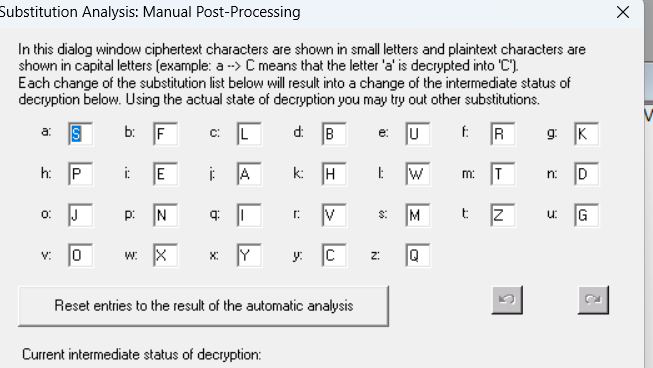 Substitution Analysis: Manual Post-Processing
In this dialog window ciphertext characters are shown in small letters and plaintext characters are
shown in capital letters (example: a --> C means that the letter 'a' is decrypted into 'C').
Each change of the substitution list below will result into a change of the intermediate status of
decryption below. Using the actual state of decryption you may try out other substitutions.
a: S b: F c: L d: B e: U f: R g: K
h: P i: E j: A k: H l: W m: T n: D
o: J p: N q: I r: V s: M t: Z u: G
v: O w: X x: Y y: C z: Q
Reset entries to the result of the automatic analysis
Current intermediate status of decryption: